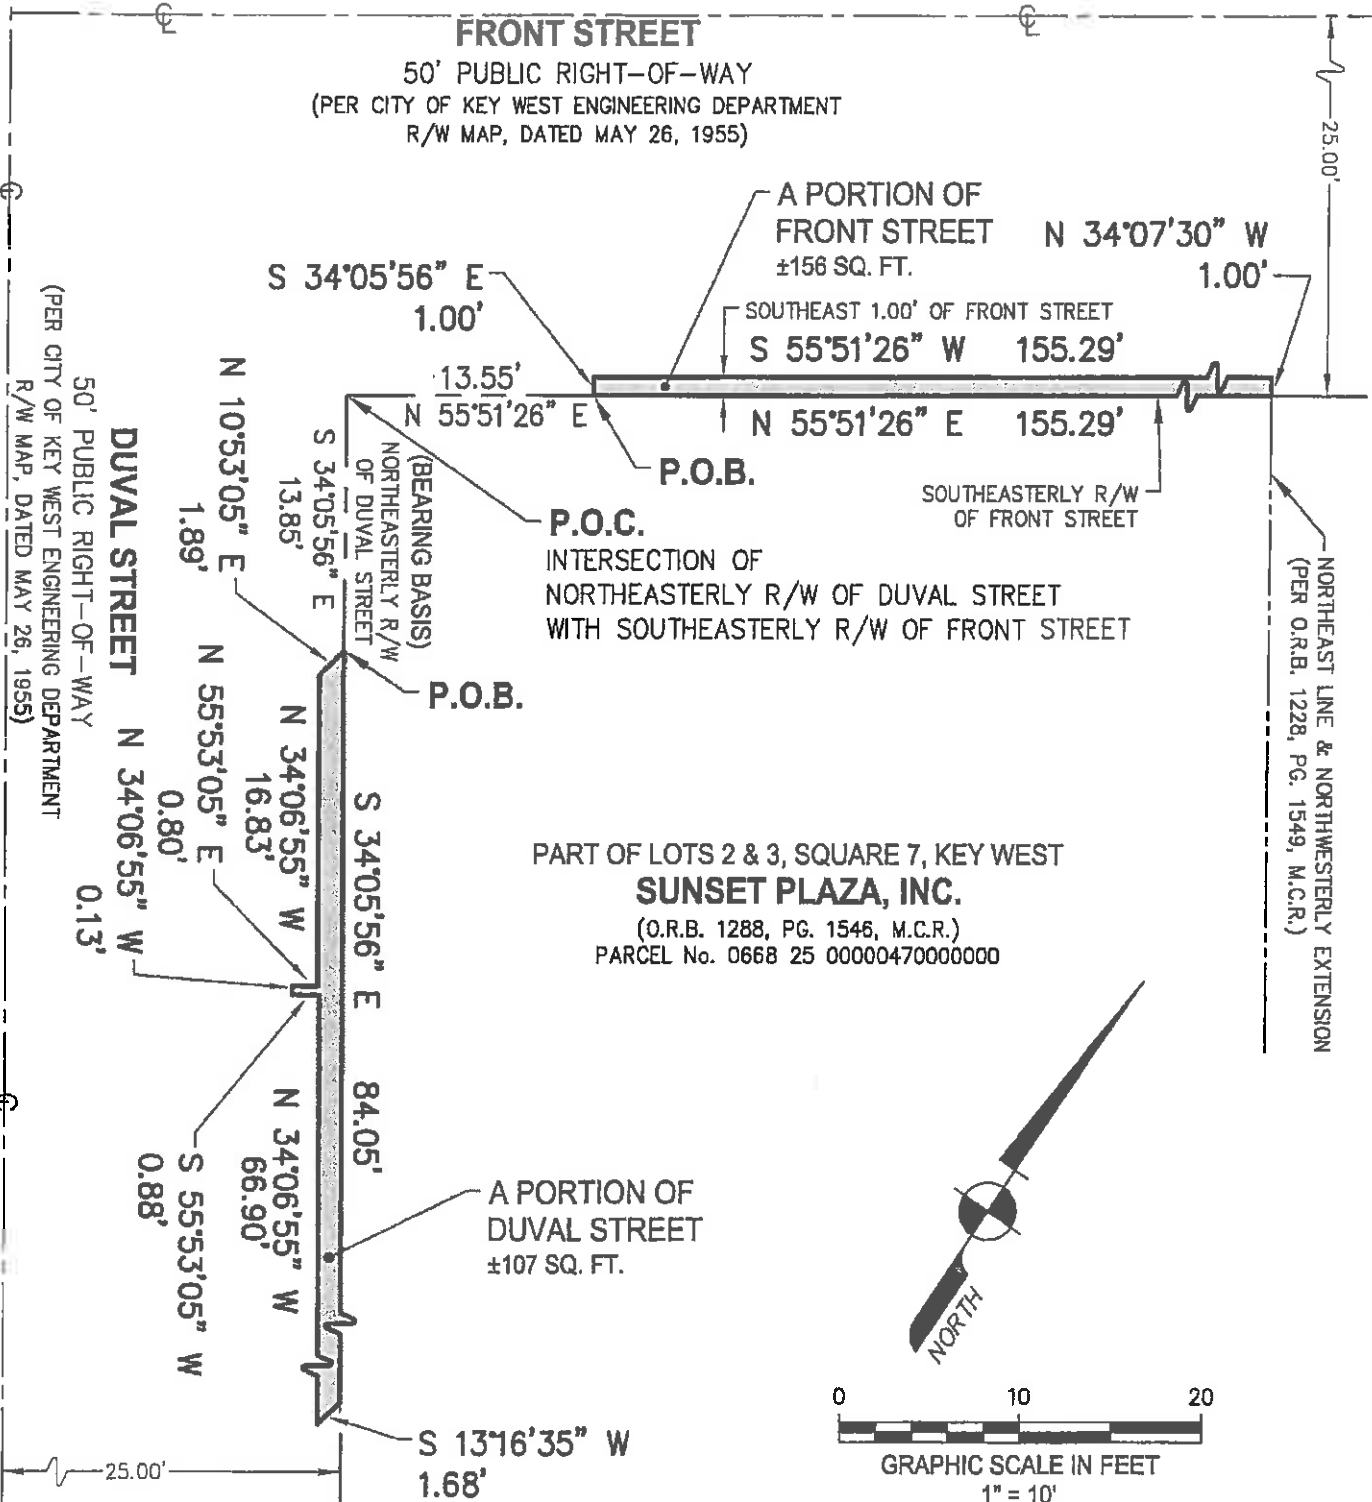 FRONT STREET
50' PUBLIC RIGHT-OF-WAY
(PER CITY OF KEY WEST ENGINEERING DEPARTMENT
R/W MAP, DATED MAY 26, 1955)
25.00'
A PORTION OF
FRONT STREET
±156 SQ. FT.
N 34°07'30" W
1.00'
S 34°05'56" E
1.00'
SOUTHEAST 1.00' OF FRONT STREET
S 55°51'26" W 155.29'
13.55'
N 55°51'26" E
N 55°51'26" E 155.29'
P.O.B.
SOUTHEASTERLY R/W
OF FRONT STREET
P.O.C.
INTERSECTION OF
NORTHEASTERLY R/W OF DUVAL STREET
WITH SOUTHEASTERLY R/W OF FRONT STREET
(BEARING BASIS)
NORTHEASTERLY R/W
OF DUVAL STREET
S 34°05'56" E
13.85'
N 10°53'05" E
1.89'
DUVAL STREET
50' PUBLIC RIGHT-OF-WAY
(PER CITY OF KEY WEST ENGINEERING DEPARTMENT
R/W MAP, DATED MAY 26, 1955)
NORTHEAST LINE & NORTHWESTERLY EXTENSION
(PER O.R.B. 1228, PG. 1549, M.C.R.)
P.O.B.
N 34°06'55" W
16.83'
N 55°53'05" E
0.80'
N 34°06'55" W
0.13'
S 34°05'56" E 84.05'
PART OF LOTS 2 & 3, SQUARE 7, KEY WEST
SUNSET PLAZA, INC.
(O.R.B. 1288, PG. 1546, M.C.R.)
PARCEL No. 0668 25 00000470000000
N 34°06'55" W
66.90'
S 55°53'05" W
0.88'
A PORTION OF
DUVAL STREET
±107 SQ. FT.
S 13°16'35" W
1.68'
25.00'
NORTH
0 10 20
GRAPHIC SCALE IN FEET
1" = 10'